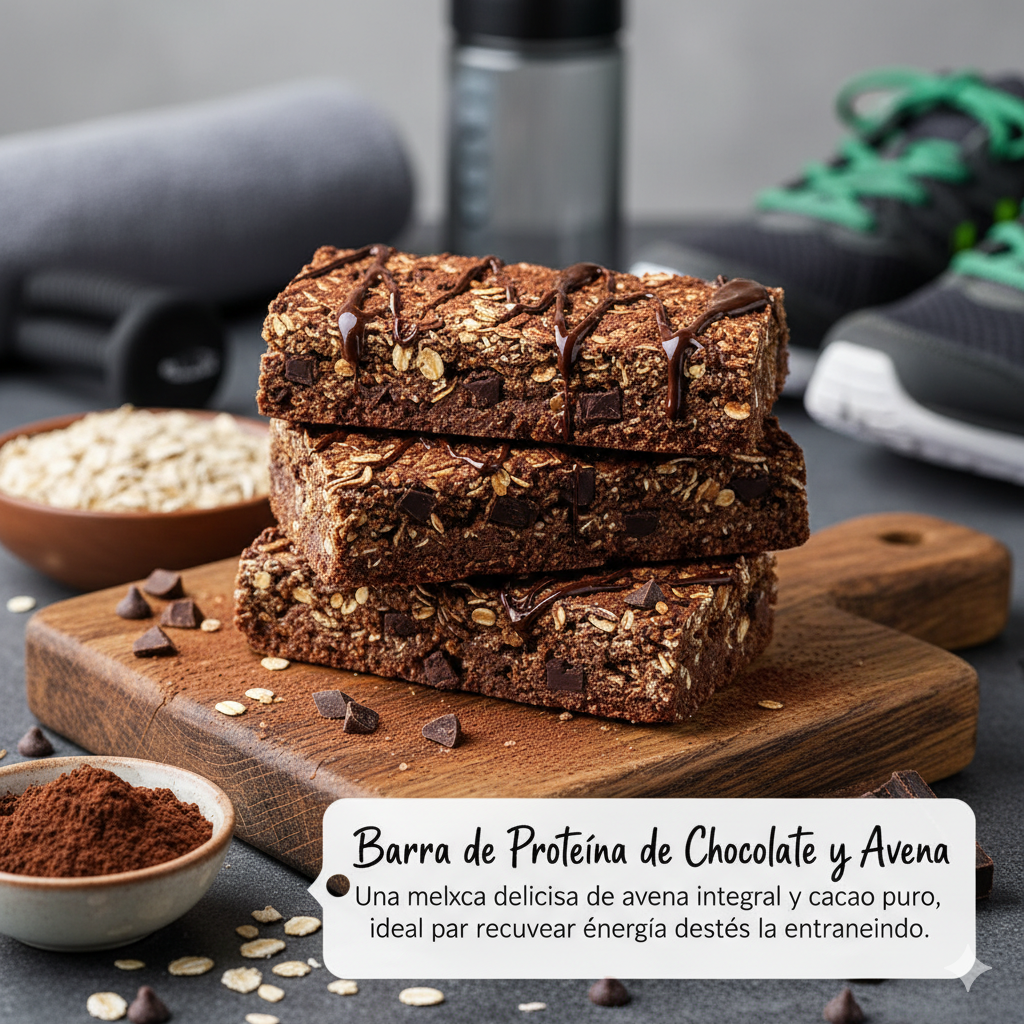 Barra de Proteína de Chocolate y Avena
Una melxca delicisa de avena integral y cacao puro,
ideal par recuvear énergía destés la entraneindo.